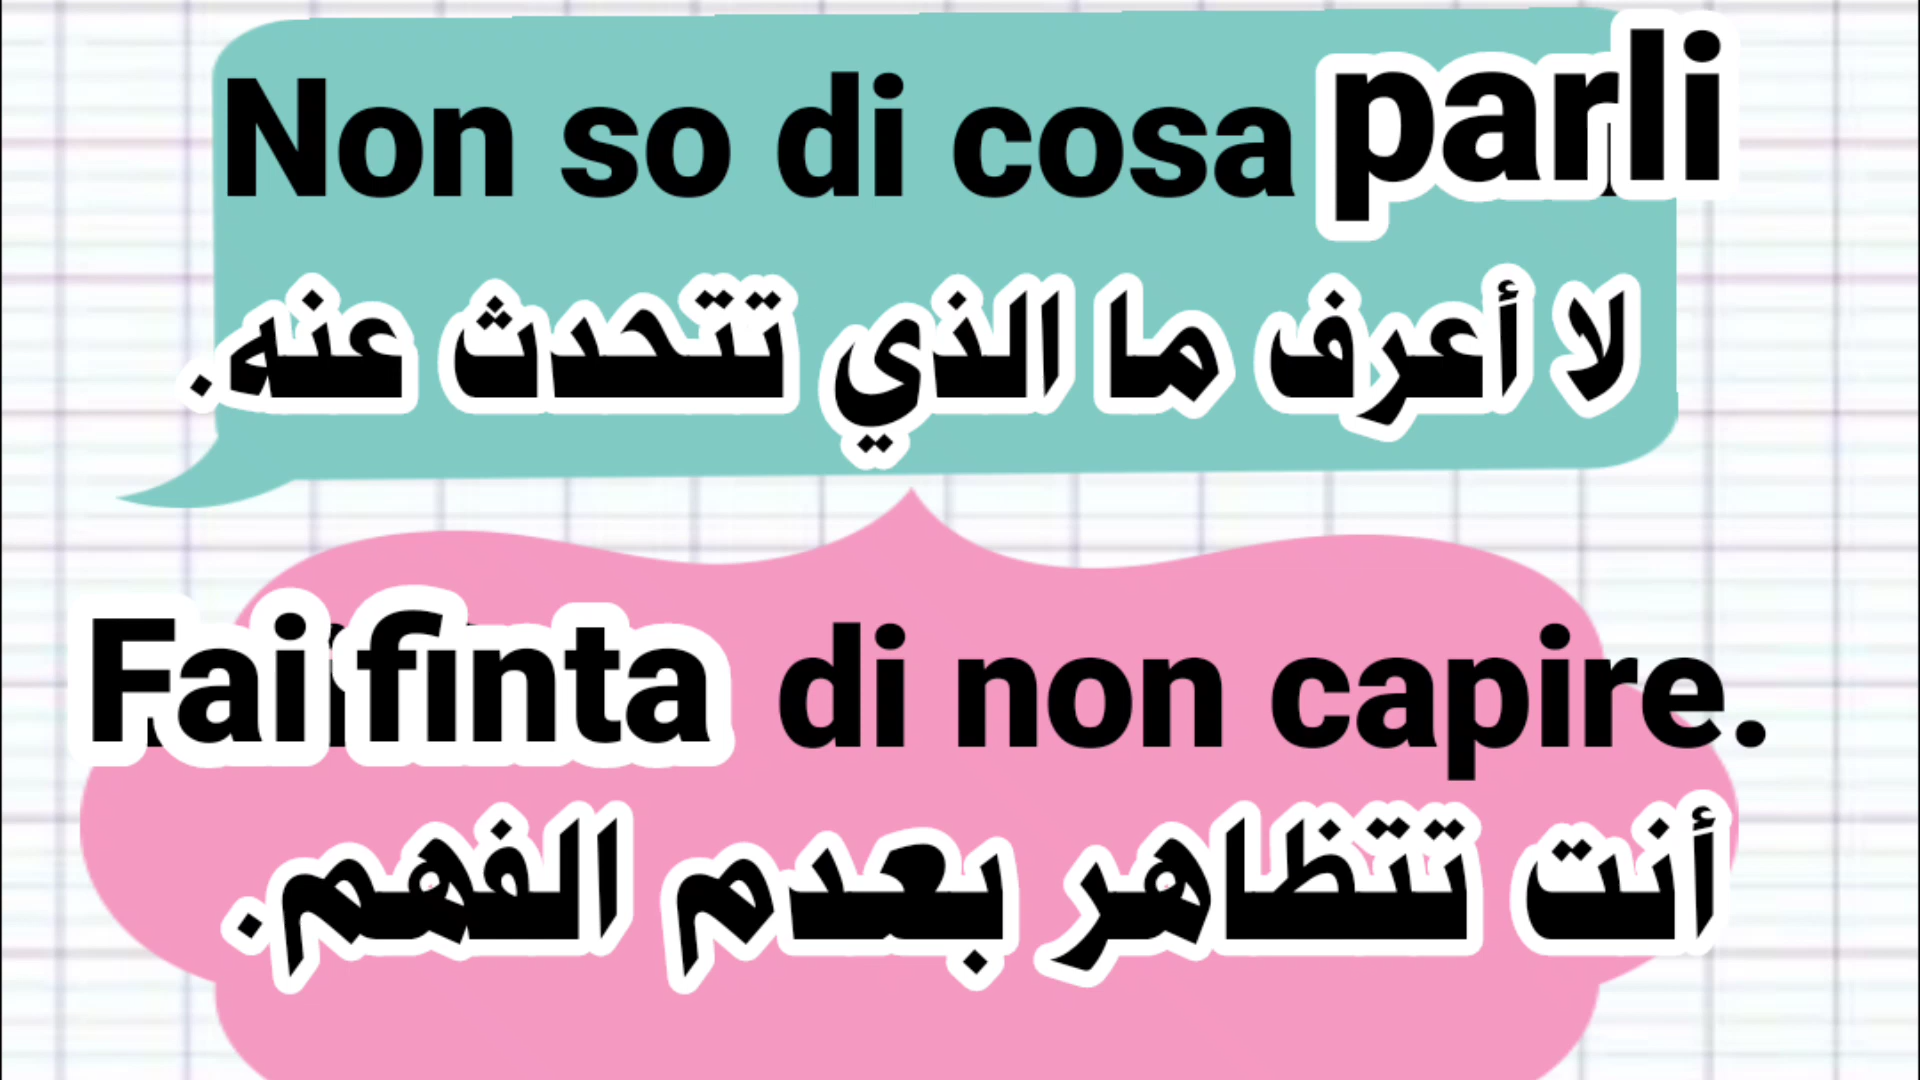 Non so di cosa parli
لا أعرف ما الذي تتحدث عنه.
Fai finta di non capire.
أنت تتظاهر بعدم الفهم.